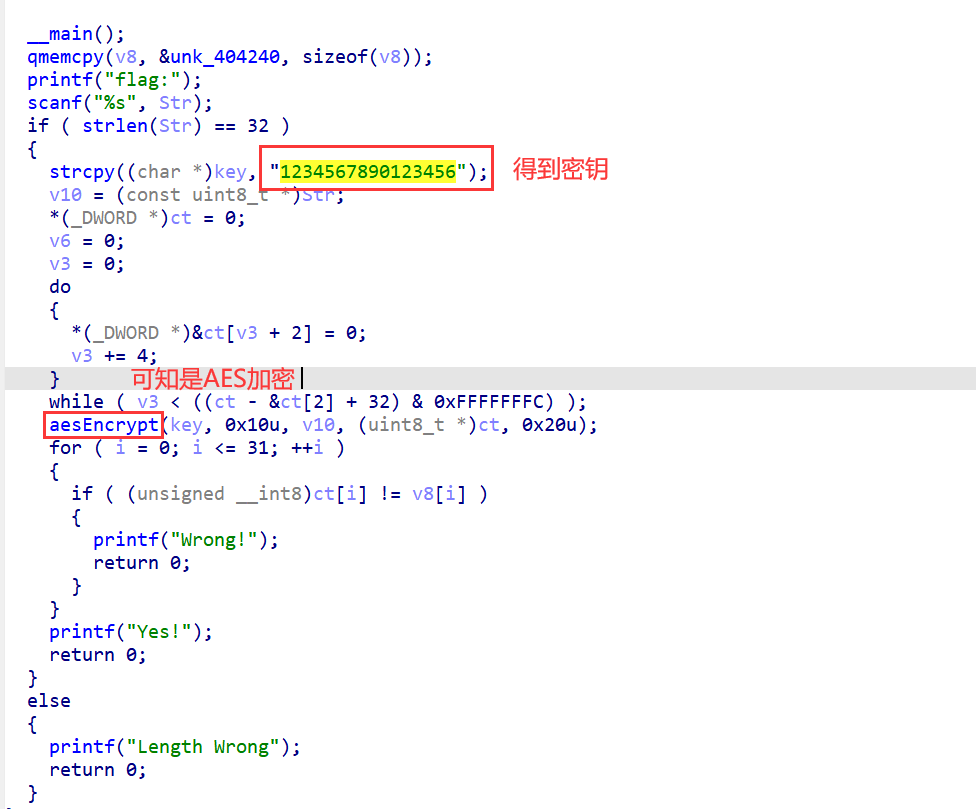 __main();
qmemcpy(v8, &unk_404240, sizeof(v8));
printf("flag:");
scanf("%s", Str);
if ( strlen(Str) == 32 )
{
strcpy((char *)key, "1234567890123456"); 得到密钥
v10 = (const uint8_t *)Str;
*(_DWORD *)ct = 0;
v6 = 0;
v3 = 0;
do
{
*(_DWORD *)&ct[v3 + 2] = 0;
v3 += 4;
} 可知是AES加密
while ( v3 < ((ct - &ct[2] + 32) & 0xFFFFFFFC) );
aesEncrypt(key, 0x10u, v10, (uint8_t *)ct, 0x20u);
for ( i = 0; i <= 31; ++i )
{
if ( (unsigned __int8)ct[i] != v8[i] )
{
printf("Wrong!");
return 0;
}
}
printf("Yes!");
return 0;
}
else
{
printf("Length Wrong");
return 0;
}